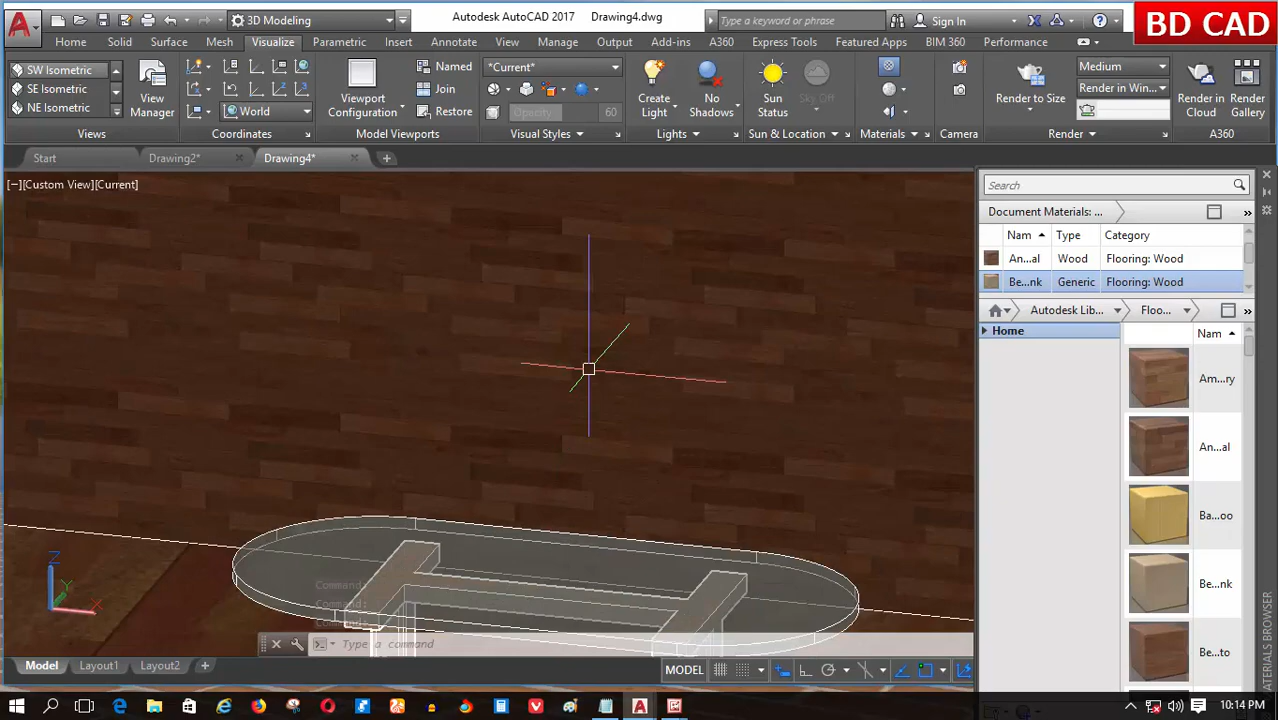 3D Modeling
Autodesk AutoCAD 2017 Drawing4.dwg
Type a keyword or phrase
Sign In
BD CAD
Home Solid Surface Mesh Visualize Parametric Insert Annotate View Manage Output Add-ins A360 Express Tools Featured Apps BIM 360 Performance
SW Isometric
SE Isometric
NE Isometric
View
Manager
World
Viewport
Configuration
Named
Join
Restore
*Current*
Opacity 60
Create
Light
No
Shadows
Sun
Status
Sky Off
Render to Size
Medium
Render in Win...
Render in
Cloud
Render
Gallery
Views Coordinates Model Viewports Visual Styles Lights Sun & Location Materials Camera Render A360
Start Drawing2* Drawing4*
[−][Custom View][Current]
Search
Document Materials: ...
Nam Type Category
An...al Wood Flooring: Wood
Be...nk Generic Flooring: Wood
Autodesk Lib... Floo...
Home
Nam
Am...ry
An...al
Ba...oo
Be...nk
Be...to
MATERIALS BROWSER
Z
Y
X
Command:
Command:
Command:
Type a command
Model Layout1 Layout2
MODEL
10:14 PM